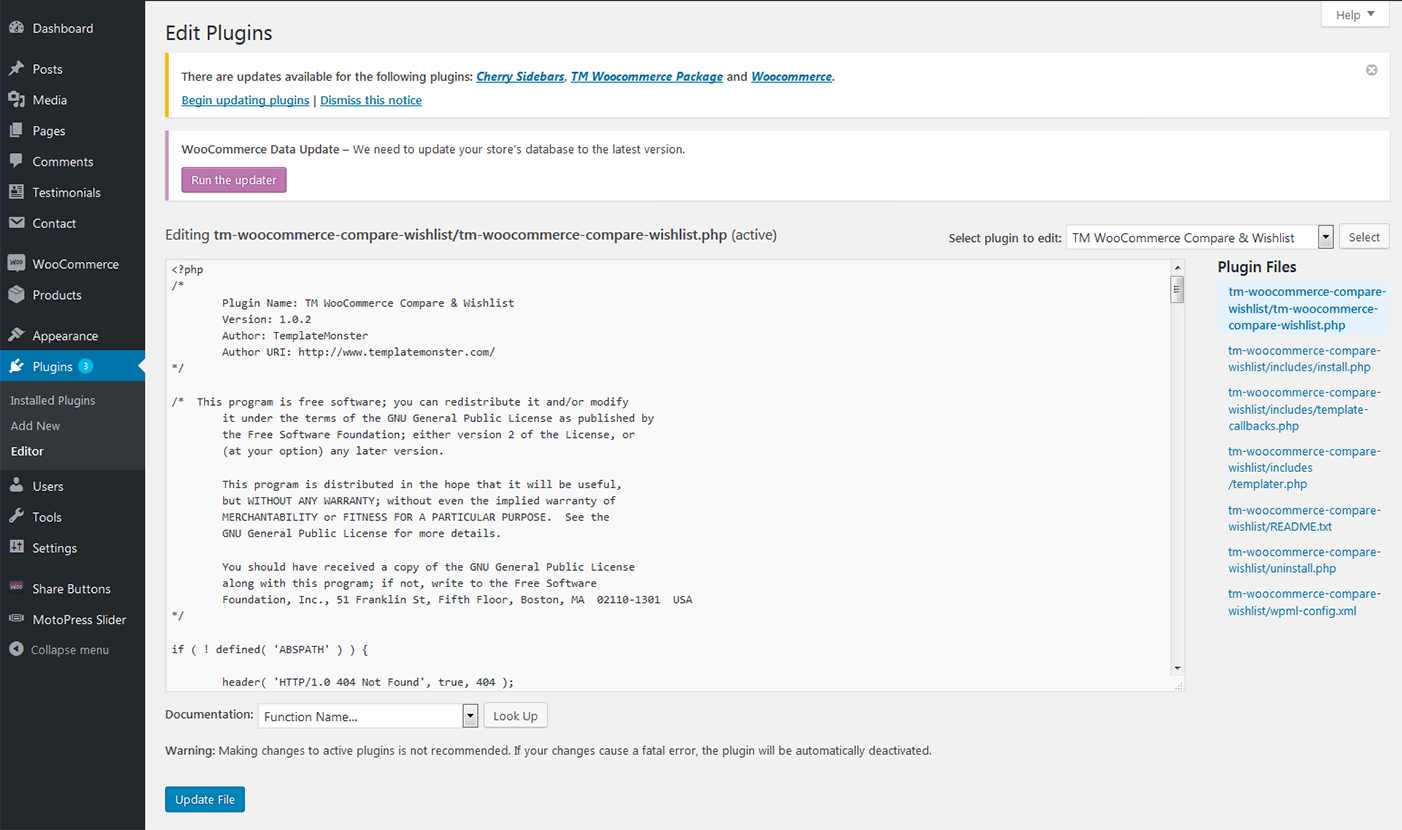 Dashboard
Posts
Media
Pages
Comments
Testimonials
Contact
WOO WooCommerce
Products
Appearance
Plugins 3
Installed Plugins
Add New
Editor
Users
Tools
Settings
WOO Share Buttons
MotoPress Slider
Collapse menu
Help
Edit Plugins
There are updates available for the following plugins: Cherry Sidebars, TM Woocommerce Package and Woocommerce.
Begin updating plugins | Dismiss this notice
WooCommerce Data Update – We need to update your store's database to the latest version.
Run the updater
Editing tm-woocommerce-compare-wishlist/tm-woocommerce-compare-wishlist.php (active)
Select plugin to edit: TM WooCommerce Compare & Wishlist Select
<?php
/*
Plugin Name: TM WooCommerce Compare & Wishlist
Version: 1.0.2
Author: TemplateMonster
Author URI: http://www.templatemonster.com/
*/
/*  This program is free software; you can redistribute it and/or modify
it under the terms of the GNU General Public License as published by
the Free Software Foundation; either version 2 of the License, or
(at your option) any later version.
This program is distributed in the hope that it will be useful,
but WITHOUT ANY WARRANTY; without even the implied warranty of
MERCHANTABILITY or FITNESS FOR A PARTICULAR PURPOSE.  See the
GNU General Public License for more details.
You should have received a copy of the GNU General Public License
along with this program; if not, write to the Free Software
Foundation, Inc., 51 Franklin St, Fifth Floor, Boston, MA  02110-1301  USA
*/
if ( ! defined( 'ABSPATH' ) ) {
header( 'HTTP/1.0 404 Not Found', true, 404 );
Plugin Files
tm-woocommerce-compare-
wishlist/tm-woocommerce-
compare-wishlist.php
tm-woocommerce-compare-
wishlist/includes/install.php
tm-woocommerce-compare-
wishlist/includes/template-
callbacks.php
tm-woocommerce-compare-
wishlist/includes
/templater.php
tm-woocommerce-compare-
wishlist/README.txt
tm-woocommerce-compare-
wishlist/uninstall.php
tm-woocommerce-compare-
wishlist/wpml-config.xml
Documentation: Function Name... Look Up
Warning: Making changes to active plugins is not recommended. If your changes cause a fatal error, the plugin will be automatically deactivated.
Update File